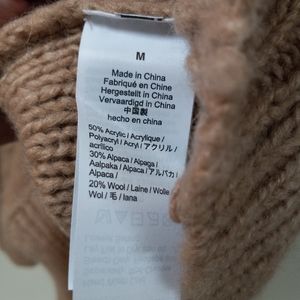 M
Made in China
Fabriqué en Chine
Hergestellt in China
Vervaardigd in China
中国製
hecho en china
50% Acrylic / Acrylique /
Polyacryl / Acryl / アクリル /
acrílico
30% Alpaca / Alpaga /
Aalpaka / Alpaca / アルパカ /
Alpaca /
20% Wool / Laine / Wolle /
Wol / 毛 / lana